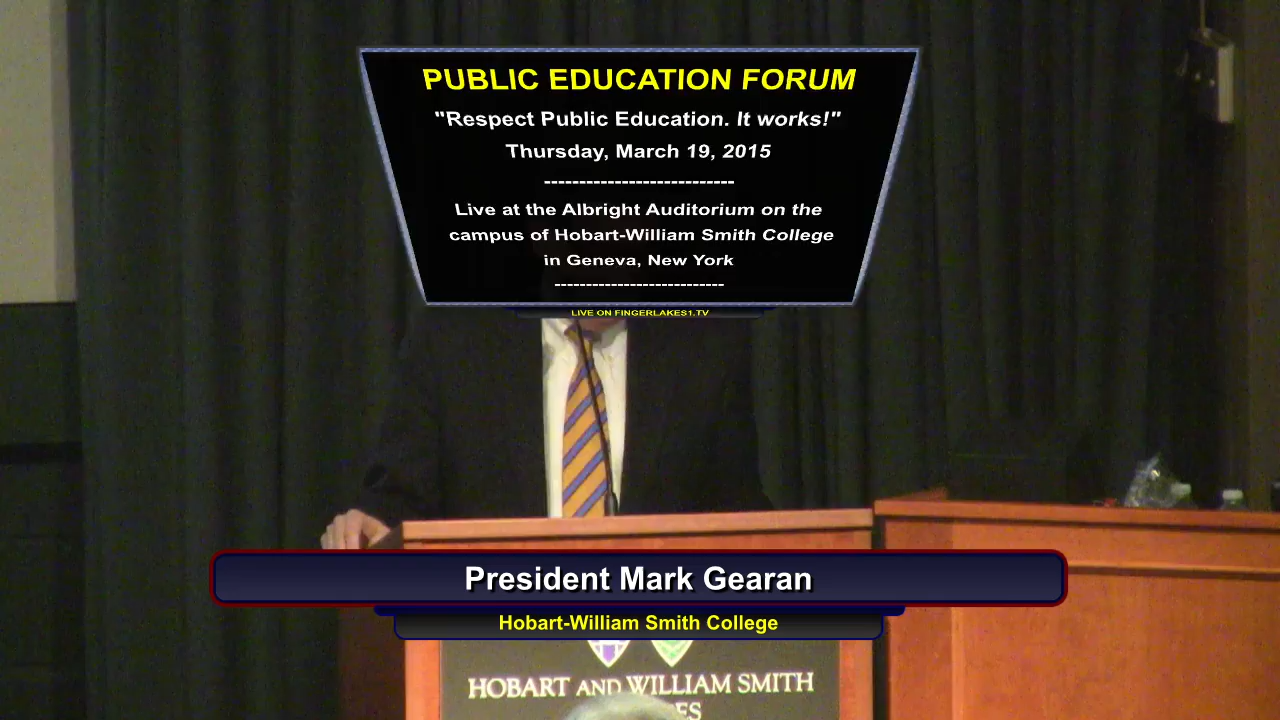 PUBLIC EDUCATION FORUM
"Respect Public Education. It works!"
Thursday, March 19, 2015
---------------------------
Live at the Albright Auditorium on the
campus of Hobart-William Smith College
in Geneva, New York
---------------------------
LIVE ON FINGERLAKES1.TV
President Mark Gearan
Hobart-William Smith College
HOBART AND WILLIAM SMITH